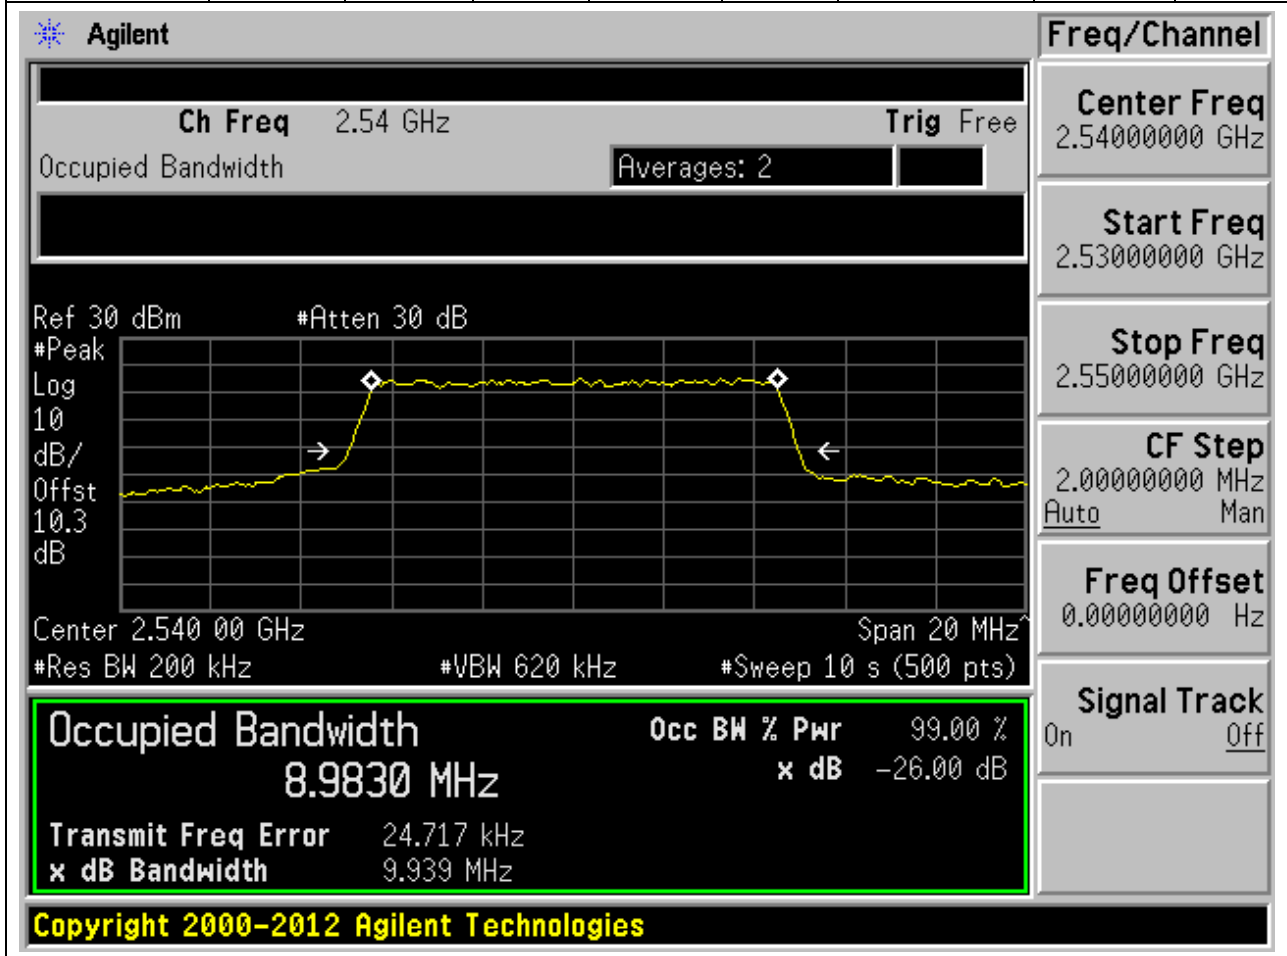 Agilent
Freq/Channel
Ch Freq 2.54 GHz Trig Free
Occupied Bandwidth Averages: 2
Center Freq
2.54000000 GHz
Start Freq
2.53000000 GHz
Stop Freq
2.55000000 GHz
CF Step
2.00000000 MHz
Auto Man
Freq Offset
0.00000000 Hz
Signal Track
On Off
Ref 30 dBm #Atten 30 dB
#Peak
Log
10
dB/
Offst
10.3
dB
Center 2.540 00 GHz Span 20 MHz^
#Res BW 200 kHz #VBW 620 kHz #Sweep 10 s (500 pts)
Occupied Bandwidth
8.9830 MHz
Occ BW % Pwr 99.00 %
x dB -26.00 dB
Transmit Freq Error 24.717 kHz
x dB Bandwidth 9.939 MHz
Copyright 2000-2012 Agilent Technologies